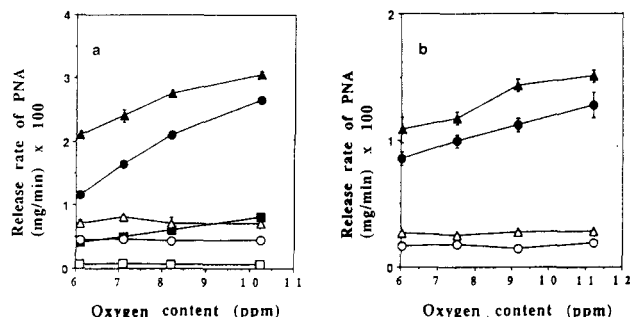 a
Release rate of PNA
(mg/min) x 100
4
3
2
1
0
6 7 8 9 10 11
Oxygen content (ppm)
b
Release rate of PNA
(mg/min) x 100
2
1
0
6 7 8 9 10 11 12
Oxygen content (ppm)